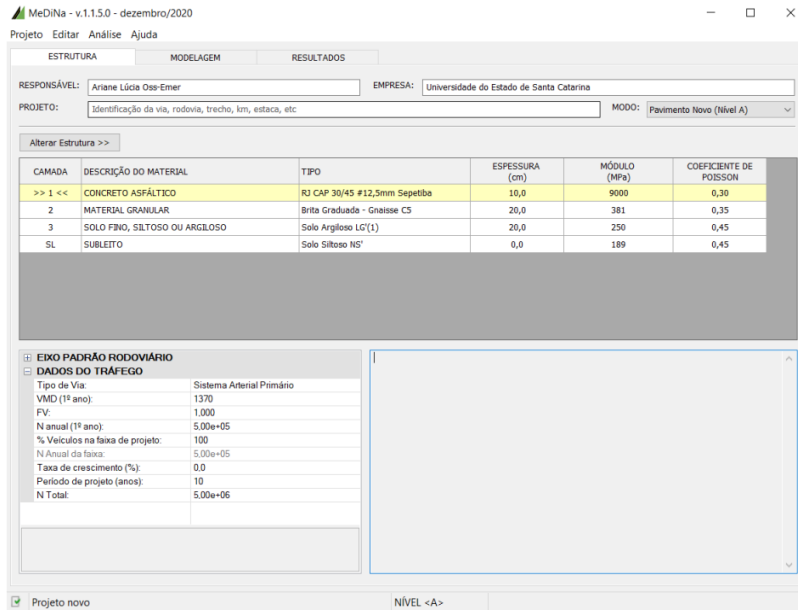 MeDiNa - v.1.1.5.0 - dezembro/2020
Projeto Editar Análise Ajuda
ESTRUTURA MODELAGEM RESULTADOS
RESPONSÁVEL: Ariane Lúcia Oss-Emer EMPRESA: Universidade do Estado de Santa Catarina
PROJETO: Identificação da via, rodovia, trecho, km, estaca, etc MODO: Pavimento Novo (Nível A)
Alterar Estrutura >>
CAMADA DESCRIÇÃO DO MATERIAL TIPO ESPESSURA (cm) MÓDULO (MPa) COEFICIENTE DE POISSON
>> 1 << CONCRETO ASFÁLTICO RJ CAP 30/45 #12,5mm Sepetiba 10,0 9000 0,30
2 MATERIAL GRANULAR Brita Graduada - Gnaisse C5 20,0 381 0,35
3 SOLO FINO, SILTOSO OU ARGILOSO Solo Argiloso LG'(1) 20,0 250 0,45
SL SUBLEITO Solo Siltoso NS' 0,0 189 0,45
EIXO PADRÃO RODOVIÁRIO
DADOS DO TRÁFEGO
Tipo de Via: Sistema Arterial Primário
VMD (1º ano): 1370
FV: 1,000
N anual (1º ano): 5,00e+05
% Veículos na faixa de projeto: 100
N Anual da faixa: 5,00e+05
Taxa de crescimento (%): 0,0
Período de projeto (anos): 10
N Total: 5,00e+06
Projeto novo NÍVEL <A>